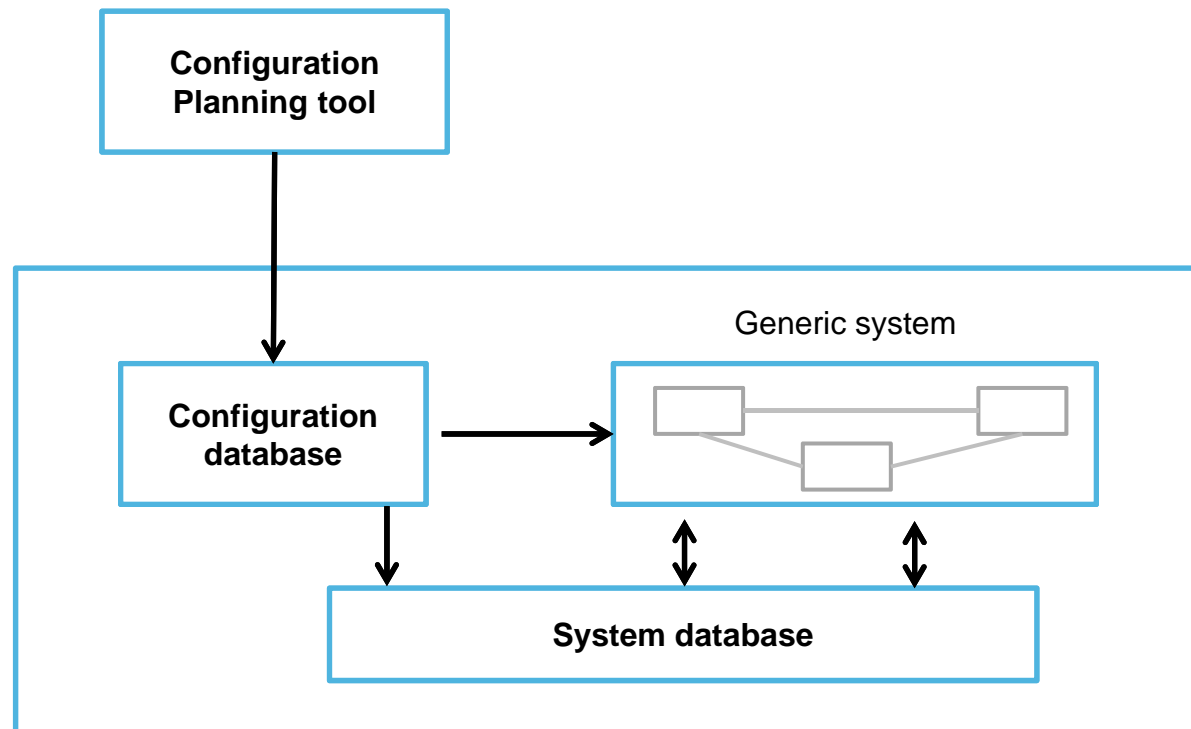 Configuration
Planning tool
Generic system
Configuration
database
System database